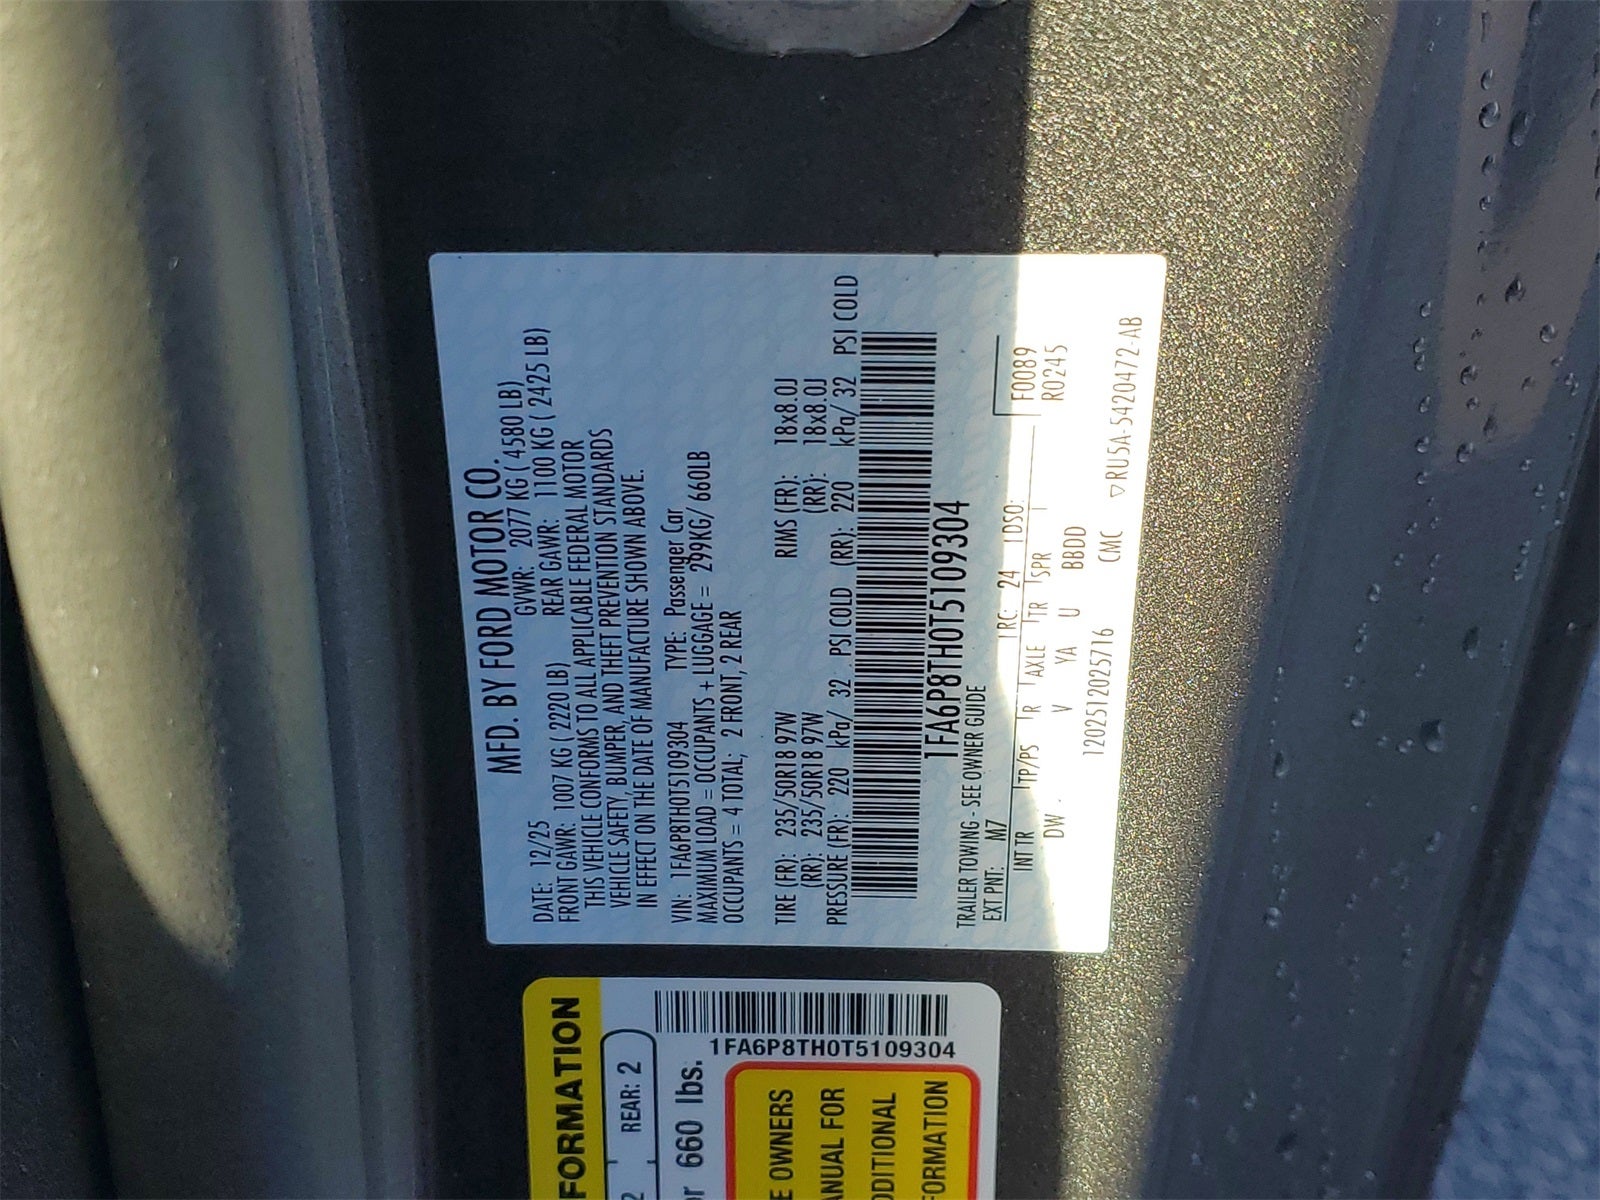 MFD. BY FORD MOTOR CO.
DATE: 12/25 GVWR: 2077 KG ( 4580 LB)
FRONT GAWR: 1007 KG ( 2220 LB) REAR GAWR: 1100 KG ( 2425 LB)
THIS VEHICLE CONFORMS TO ALL APPLICABLE FEDERAL MOTOR
VEHICLE SAFETY, BUMPER, AND THEFT PREVENTION STANDARDS
IN EFFECT ON THE DATE OF MANUFACTURE SHOWN ABOVE.
VIN: 1FA6P8TH0T5109304 TYPE: Passenger Car
MAXIMUM LOAD = OCCUPANTS + LUGGAGE = 299KG/ 660LB
OCCUPANTS = 4 TOTAL; 2 FRONT, 2 REAR
TIRE (FR): 235/50R18 97W RIMS (FR): 18x8.0J
(RR): 235/50R18 97W (RR): 18x8.0J
PRESSURE (FR): 220 kPa/ 32 PSI COLD (RR): 220 kPa/ 32 PSI COLD
1FA6P8TH0T5109304
TRAILER TOWING - SEE OWNER GUIDE
EXT PNT: M7 RC: 24 DSO:
INT TR TP/PS R AXLE TR SPR F0089
DW V YA U BBDD R0245
1202512025716 CMC ▽RU5A-5420472-AB
FORMATION
2 REAR: 2
r 660 lbs.
1FA6P8TH0T5109304
E OWNERS
ANUAL FOR
DDITIONAL
FORMATION